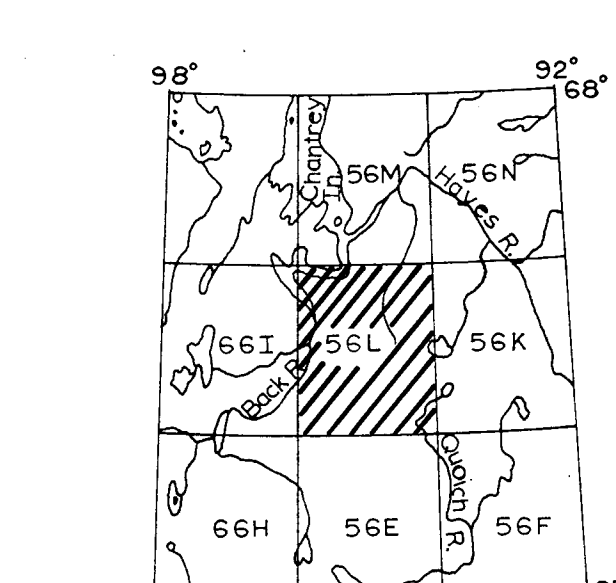 98°
92°
68°
Chantrey
In.
56M
56N
Hayes R.
66I
56L
56K
Back R.
Quoich R.
66H
56E
56F